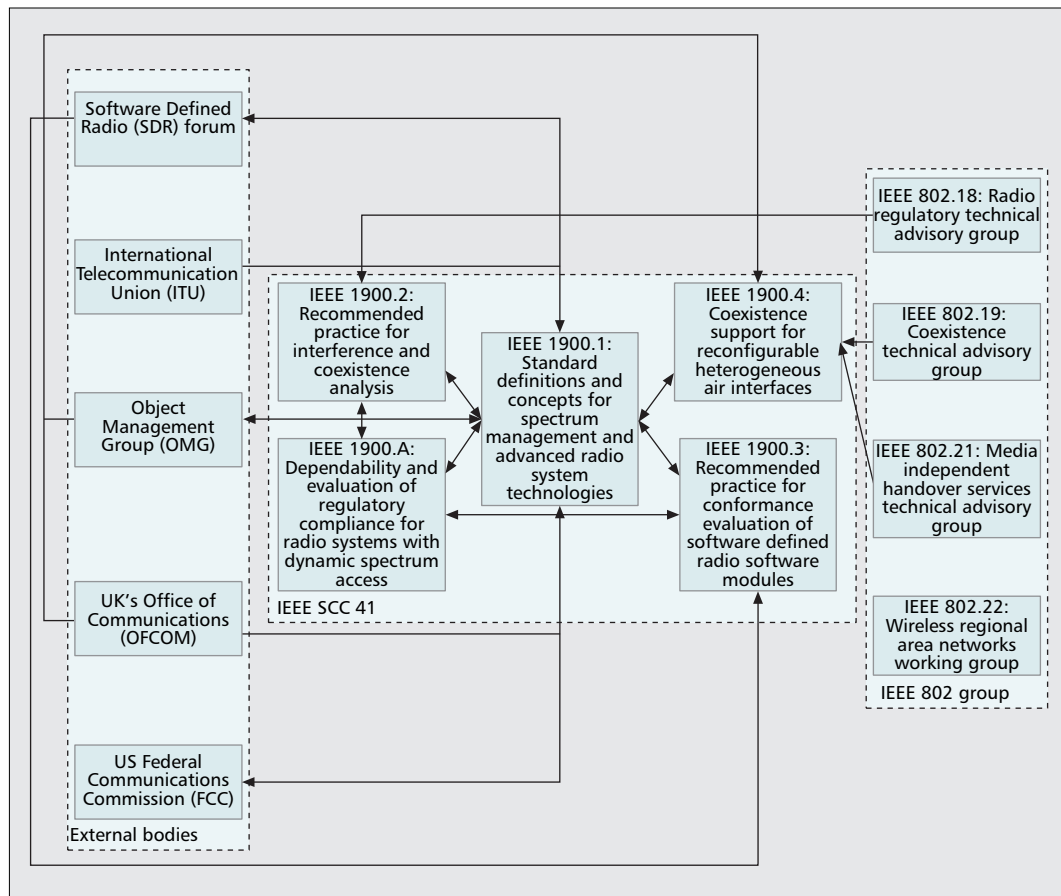 Software Defined
Radio (SDR) forum
International
Telecommunication
Union (ITU)
Object
Management
Group (OMG)
UK's Office of
Communications
(OFCOM)
US Federal
Communications
Commission (FCC)
External bodies
IEEE 1900.2:
Recommended
practice for
interference and
coexistence
analysis
IEEE 1900.A:
Dependability and
evaluation of
regulatory
compliance for
radio systems with
dynamic spectrum
access
IEEE 1900.1:
Standard
definitions and
concepts for
spectrum
management and
advanced radio
system
technologies
IEEE 1900.4:
Coexistence
support for
reconfigurable
heterogeneous
air interfaces
IEEE 1900.3:
Recommended
practice for
conformance
evaluation of
software defined
radio software
modules
IEEE SCC 41
IEEE 802.18: Radio
regulatory technical
advisory group
IEEE 802.19:
Coexistence
technical advisory
group
IEEE 802.21: Media
independent
handover services
technical advisory
group
IEEE 802.22:
Wireless regional
area networks
working group
IEEE 802 group